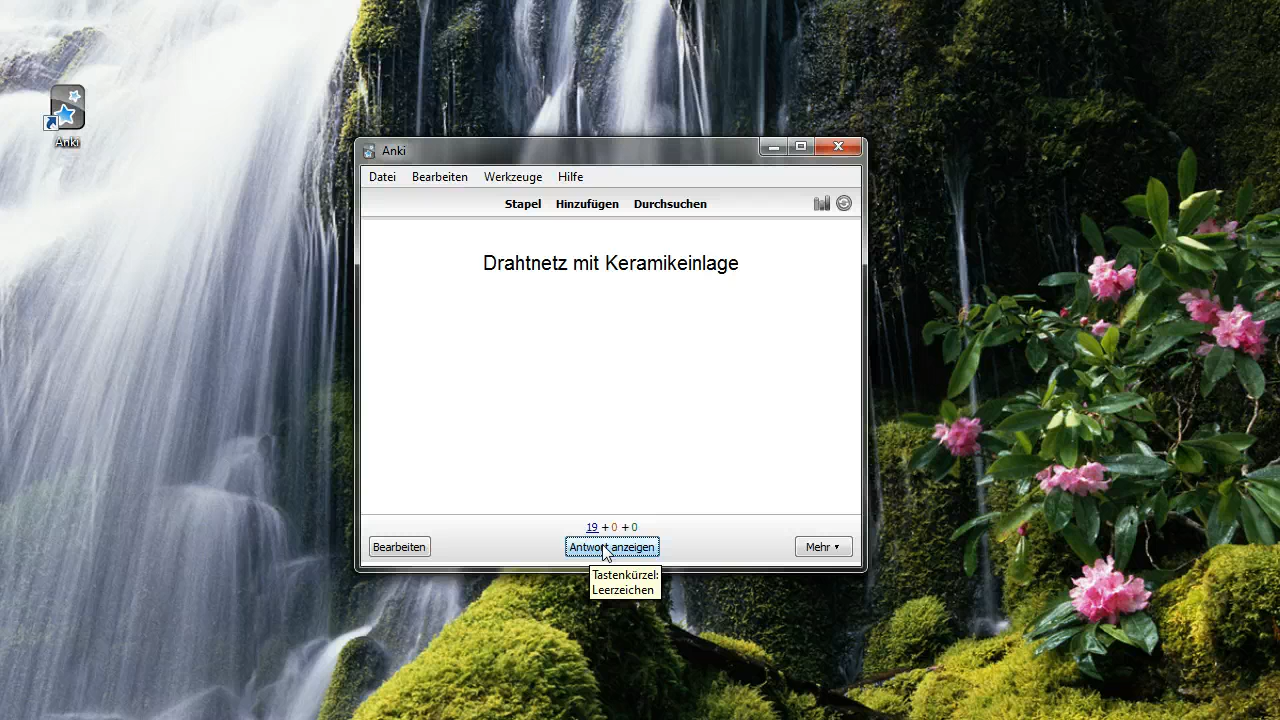 Anki
Anki
Datei Bearbeiten Werkzeuge Hilfe
Stapel Hinzufügen Durchsuchen
Drahtnetz mit Keramikeinlage
19 + 0 + 0
Bearbeiten Antwort anzeigen Mehr ▾
Tastenkürzel:
Leerzeichen